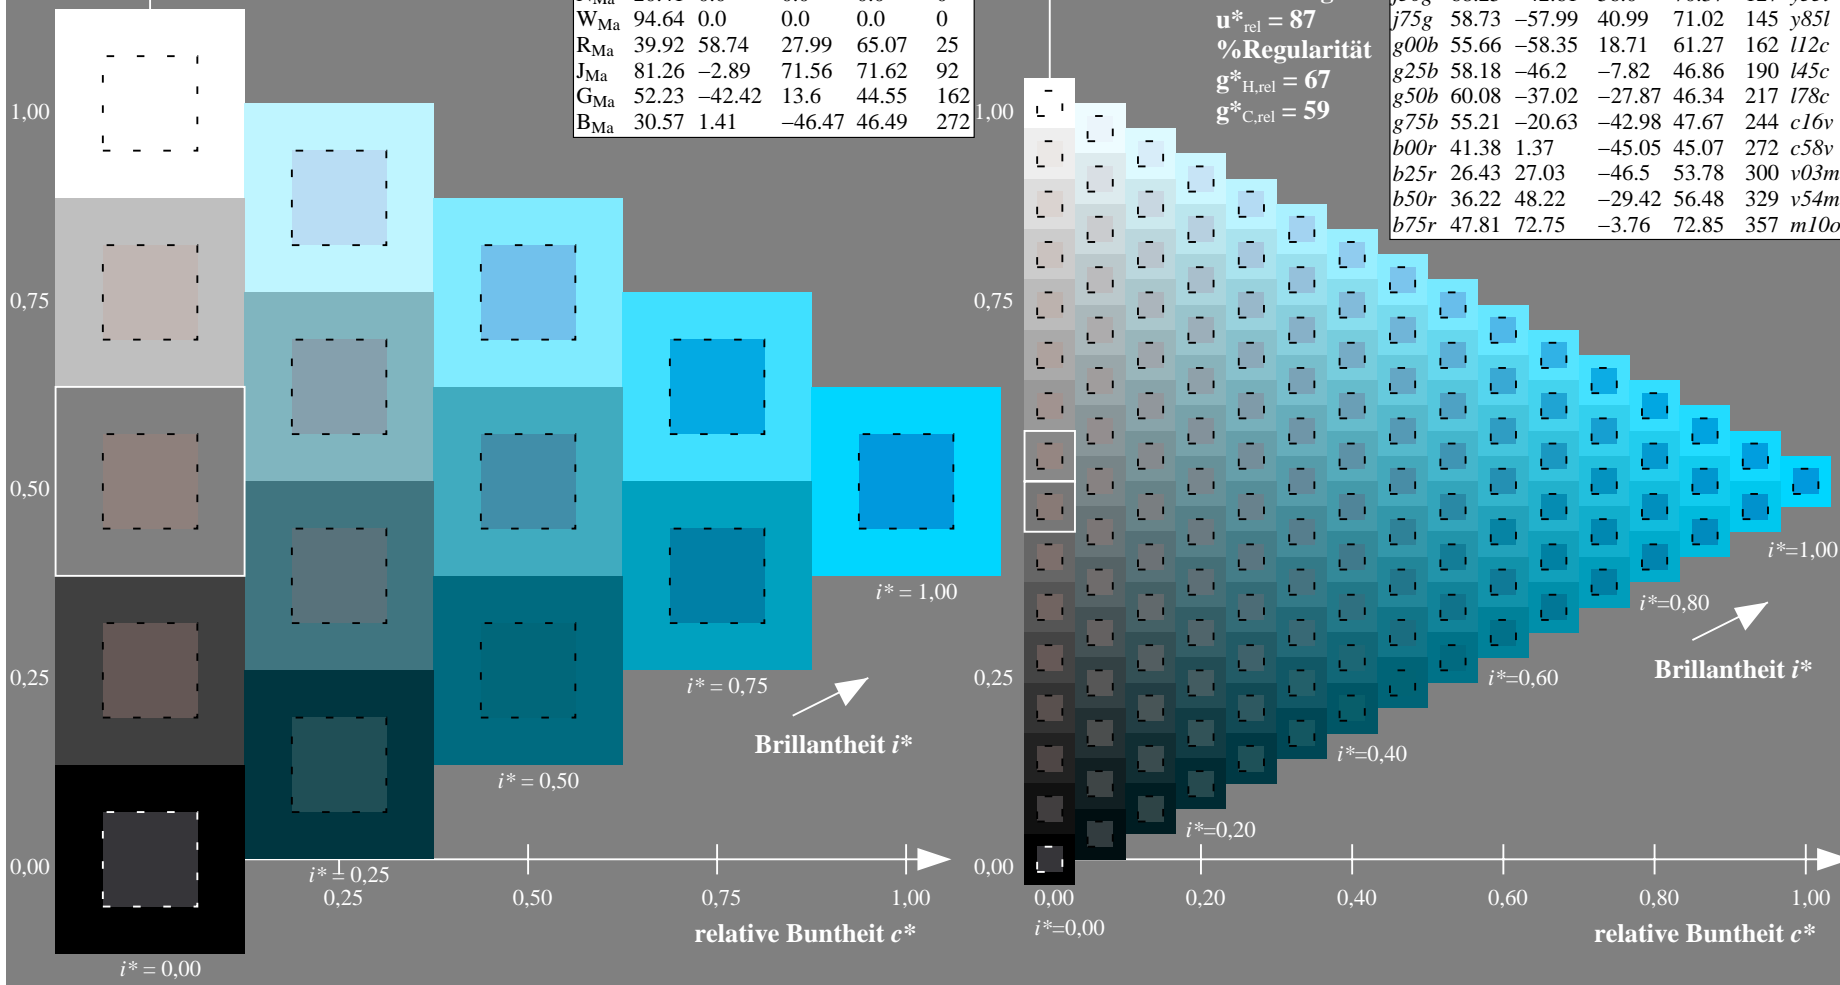 W_Ma 94.64 0.0 0.0 0.0 0
R_Ma 39.92 58.74 27.99 65.07 25
J_Ma 81.26 −2.89 71.56 71.62 92
G_Ma 52.23 −42.42 13.6 44.55 162
B_Ma 30.57 1.41 −46.47 46.49 272
1,00
0,75
0,50
0,25
0,00
i* = 1,00
i* = 0,75
Brillantheit i*
i* = 0,50
i* = 0,25
0,25 0,50 0,75 1,00
relative Buntheit c*
i* = 0,00
u*rel = 87
%Regularität
g*H,rel = 67
g*C,rel = 59
j75g 58.73 −57.99 40.99 71.02 145 y85l
g00b 55.66 −58.35 18.71 61.27 162 l12c
g25b 58.18 −46.2 −7.82 46.86 190 l45c
g50b 60.08 −37.02 −27.87 46.34 217 l78c
g75b 55.21 −20.63 −42.98 47.67 244 c16v
b00r 41.38 1.37 −45.05 45.07 272 c58v
b25r 26.43 27.03 −46.5 53.78 300 v03m
b50r 36.22 48.22 −29.42 56.48 329 v54m
b75r 47.81 72.75 −3.76 72.85 357 m10o
1,00
0,75
0,25
0,00
i*=1,00
i*=0,80
Brillantheit i*
i*=0,60
i*=0,40
i*=0,20
0,00 0,20 0,40 0,60 0,80 1,00
i*=0,00
relative Buntheit c*